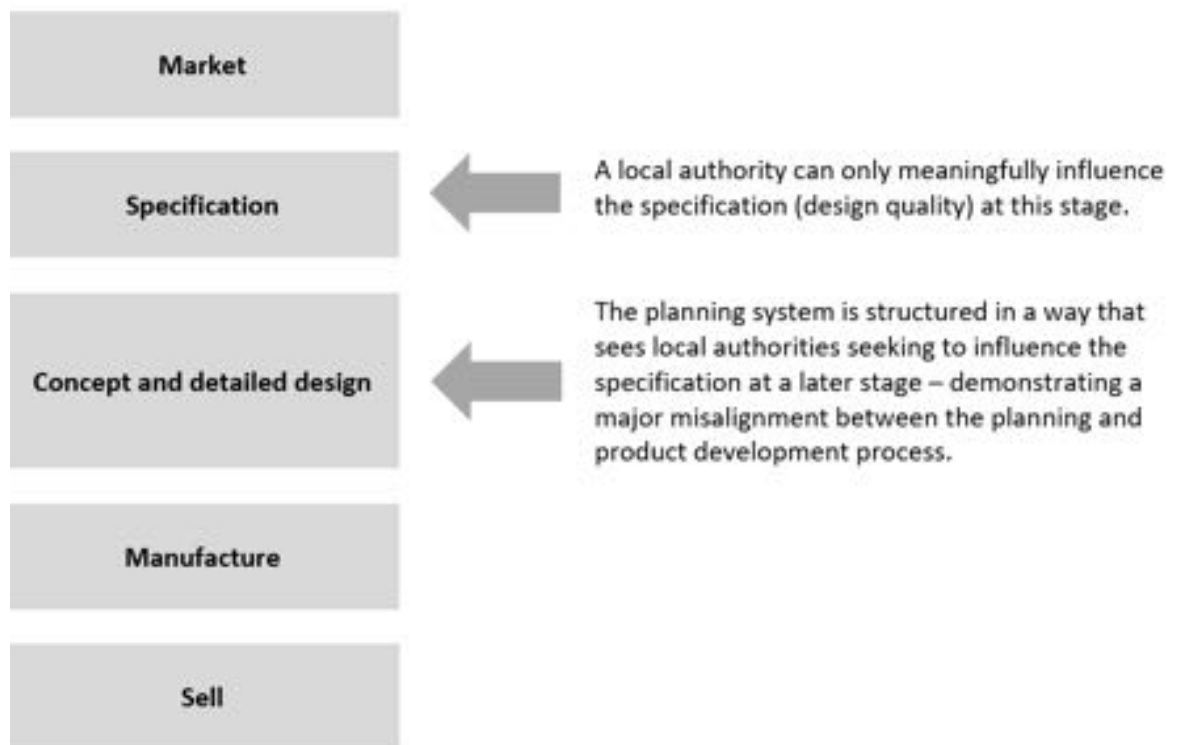 Market
Specification
A local authority can only meaningfully influence
the specification (design quality) at this stage.
Concept and detailed design
The planning system is structured in a way that
sees local authorities seeking to influence the
specification at a later stage – demonstrating a
major misalignment between the planning and
product development process.
Manufacture
Sell